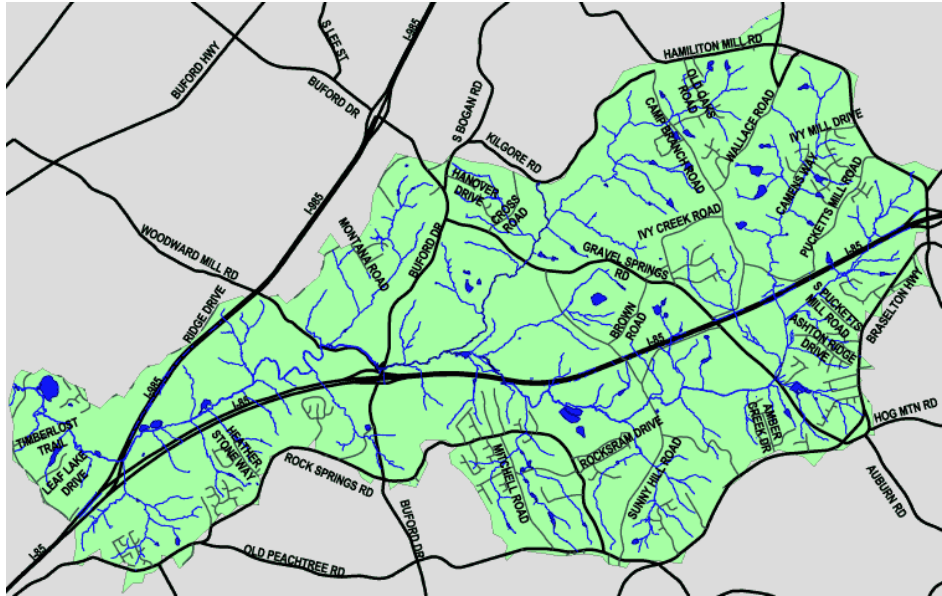 HAMILITON MILL RD
S LEE ST
I-985
BUFORD HWY
BUFORD DR
OLD OAKS
ROAD
S BOGAN RD
KILGORE RD
CAMP BRANCH ROAD
WALLACE ROAD
IVY MILL DRIVE
CAMENS WAY
PUCKETTS MILL ROAD
HANOVER
DRIVE
CROSS
ROAD
I-985
IVY CREEK ROAD
MONTANA ROAD
BUFORD DR
WOODWARD MILL RD
GRAVEL SPRINGS
RD
I-85
S PUCKETTS
MILL ROAD
BRASELTON HWY
RIDGE DRIVE
BROWN
ROAD
I-85
ASHTON RIDGE
DRIVE
I-985
I-85
TIMBERLOST
TRAIL
LEAF LAKE
DRIVE
HEATHER
STONE WAY
ROCK SPRINGS RD
MITCHELL ROAD
ROCKSRAM DRIVE
SUNNY HILL ROAD
AMBER
CREEK DR
HOG MTN RD
AUBURN RD
I-85
OLD PEACHTREE RD
BUFORD DR